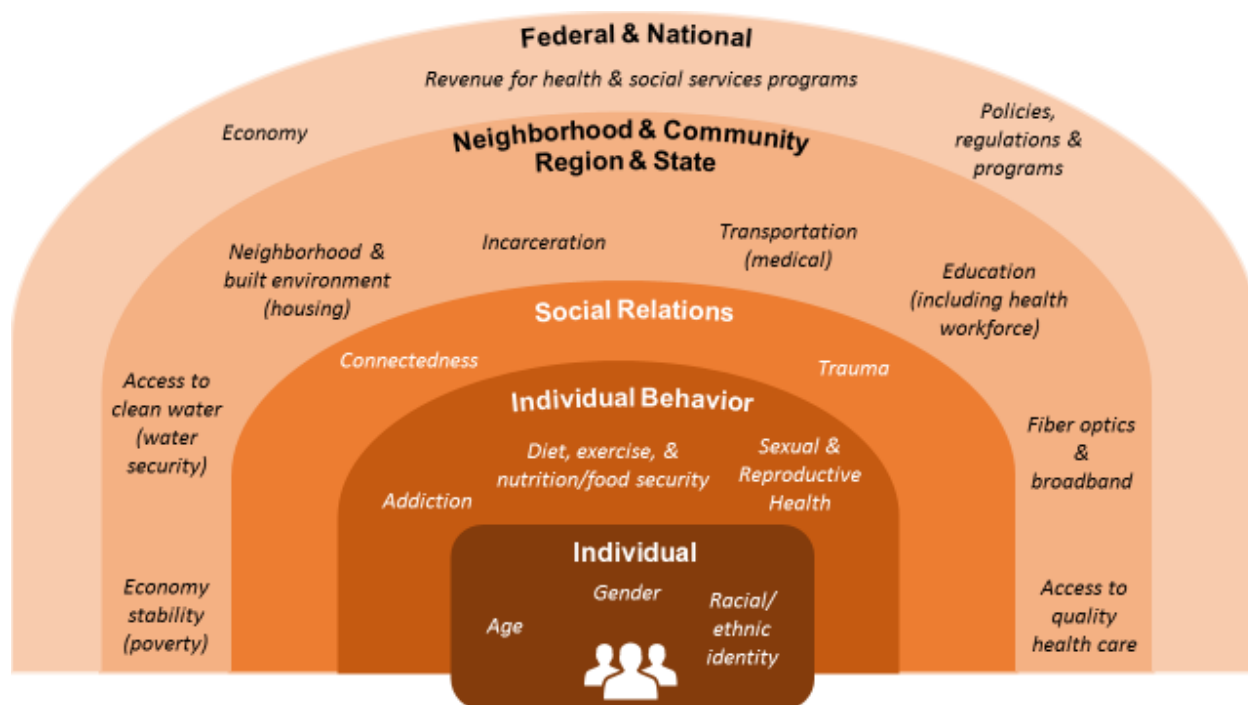 Federal & National
Revenue for health & social services programs
Economy
Policies,
regulations &
programs
Neighborhood & Community
Region & State
Neighborhood &
built environment
(housing)
Incarceration
Transportation
(medical)
Education
(including health
workforce)
Access to
clean water
(water
security)
Fiber optics
&
broadband
Economy
stability
(poverty)
Access to
quality
health care
Social Relations
Connectedness
Trauma
Individual Behavior
Addiction
Diet, exercise, &
nutrition/food security
Sexual &
Reproductive
Health
Individual
Age
Gender
Racial/
ethnic
identity